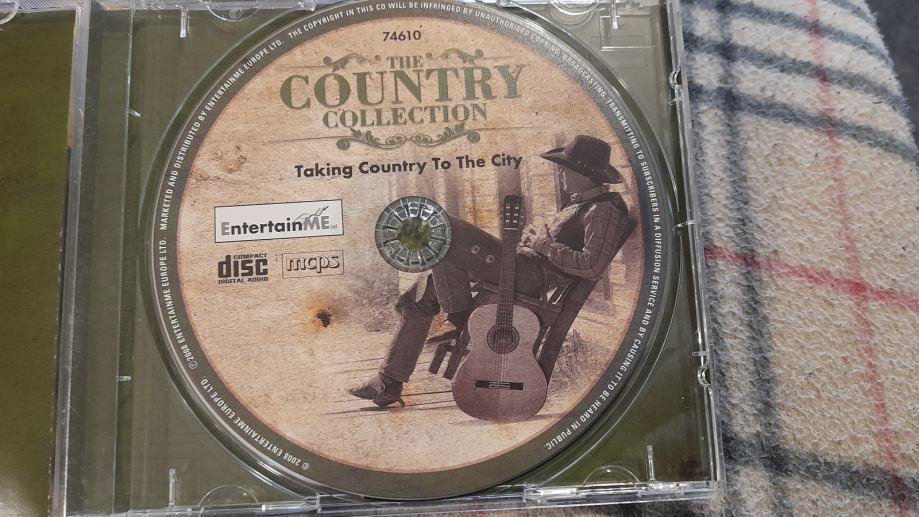 74610
THE
COUNTRY
COLLECTION
Taking Country To The City
EntertainME Ltd
COMPACT
disc
DIGITAL AUDIO
mcps
℗2008 ENTERTAINME EUROPE LTD. MARKETED AND DISTRIBUTED BY ENTERTAINME EUROPE LTD. THE COPYRIGHT IN THIS CD WILL BE INFRINGED BY UNAUTHORISED COPYING, BROADCASTING, TRANSMITTING TO SUBSCRIBERS IN A DIFFUSION SERVICE AND BY CAUSING IT TO BE HEARD IN PUBLIC.
© 2008 ENTERTAINME EUROPE LTD